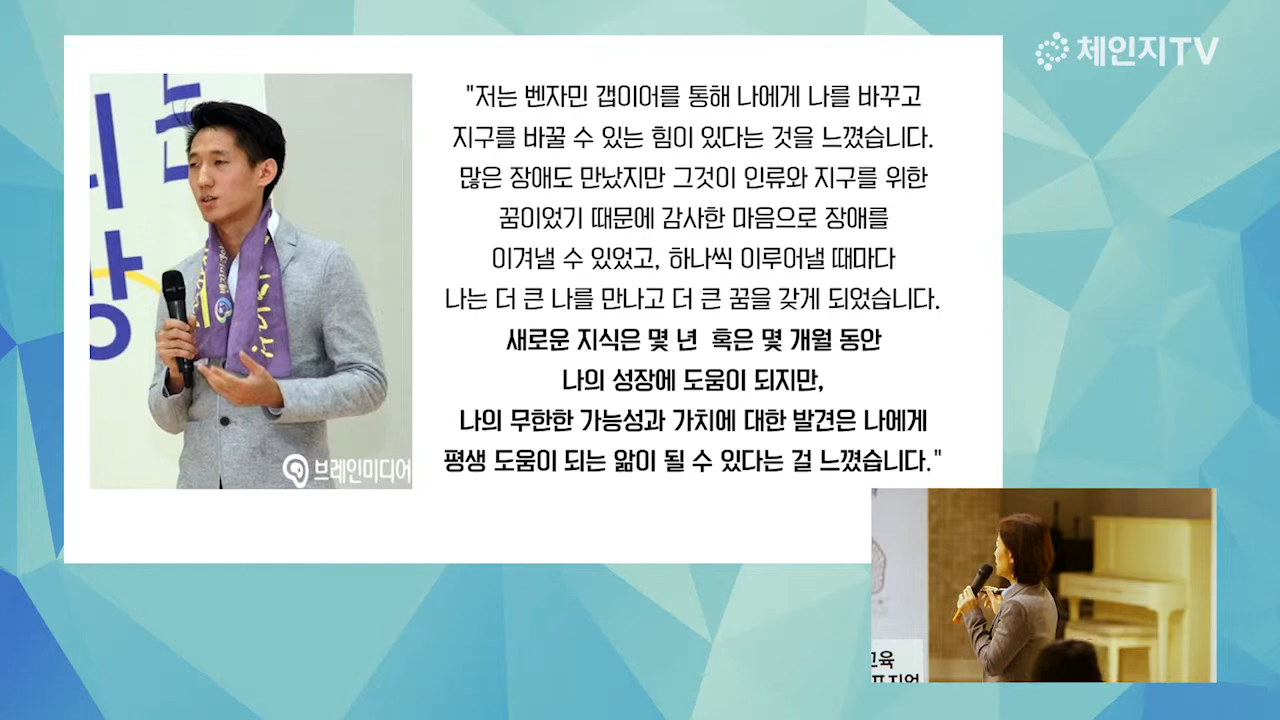 체인지TV
"저는 벤자민 갭이어를 통해 나에게 나를 바꾸고
지구를 바꿀 수 있는 힘이 있다는 것을 느꼈습니다.
많은 장애도 만났지만 그것이 인류와 지구를 위한
꿈이었기 때문에 감사한 마음으로 장애를
이겨낼 수 있었고, 하나씩 이루어낼 때마다
나는 더 큰 나를 만나고 더 큰 꿈을 갖게 되었습니다.
새로운 지식은 몇 년 혹은 몇 개월 동안
나의 성장에 도움이 되지만,
나의 무한한 가능성과 가치에 대한 발견은 나에게
평생 도움이 되는 앎이 될 수 있다는 걸 느꼈습니다."
브레인미디어